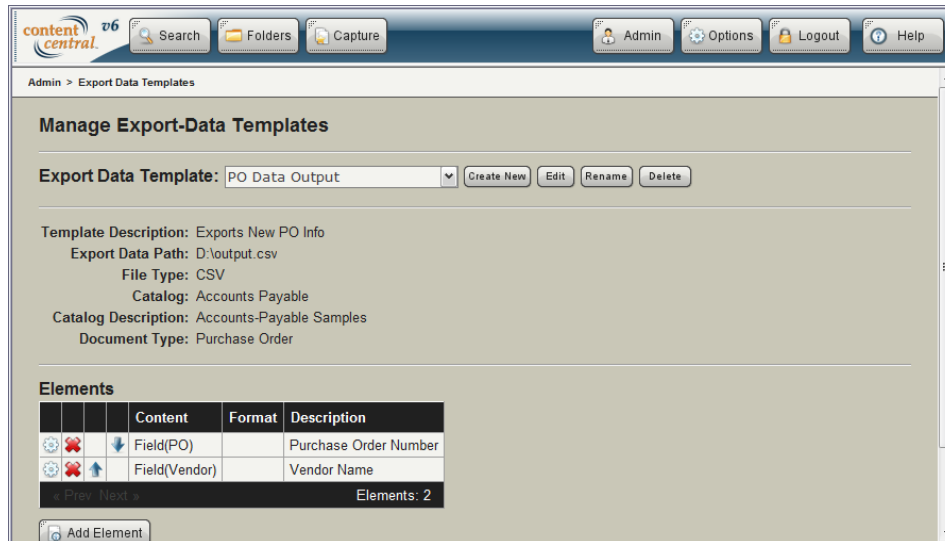 content central. v6 Search Folders Capture Admin Options Logout Help
Admin > Export Data Templates
Manage Export-Data Templates
Export Data Template: PO Data Output Create New Edit Rename Delete
Template Description: Exports New PO Info
Export Data Path: D:\output.csv
File Type: CSV
Catalog: Accounts Payable
Catalog Description: Accounts-Payable Samples
Document Type: Purchase Order
Elements
Content Format Description
Field(PO) Purchase Order Number
Field(Vendor) Vendor Name
« Prev Next » Elements: 2
Add Element